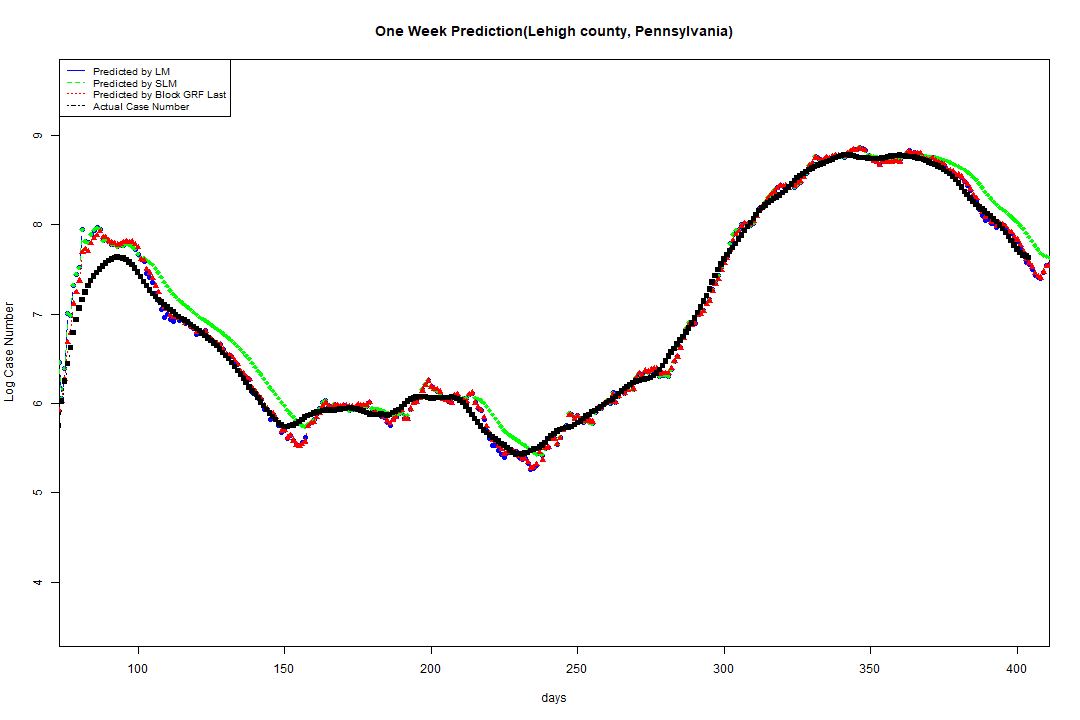 One Week Prediction(Lehigh county, Pennsylvania)
Predicted by LM
Predicted by SLM
Predicted by Block GRF Last
Actual Case Number
Log Case Number
9
8
7
6
5
4
100 150 200 250 300 350 400
days